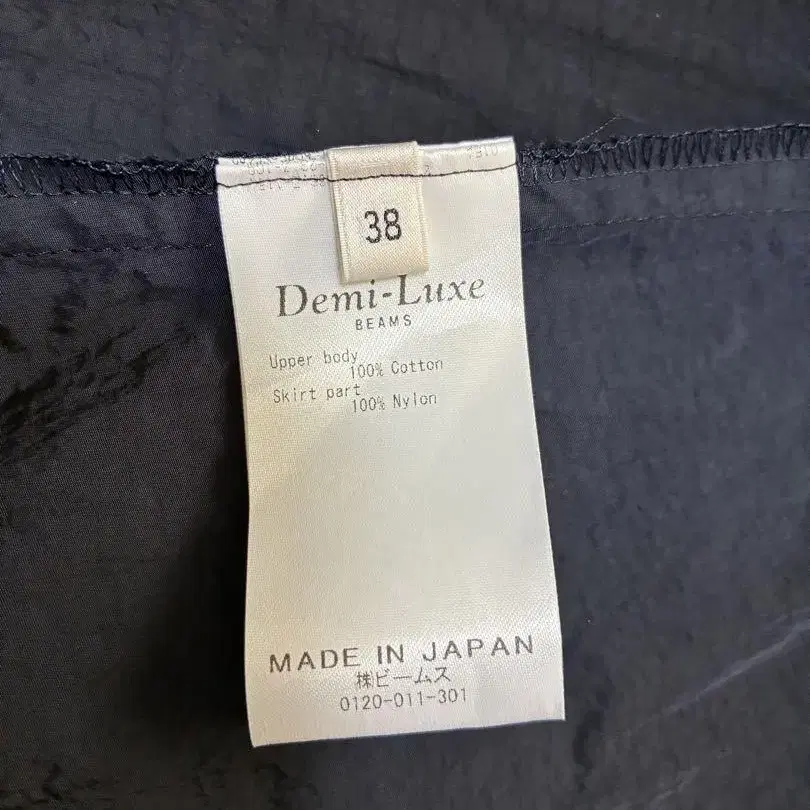 38
Demi-Luxe
BEAMS
Upper body
100% Cotton
Skirt part
100% Nylon
MADE IN JAPAN
㈱ビームス
0120-011-301